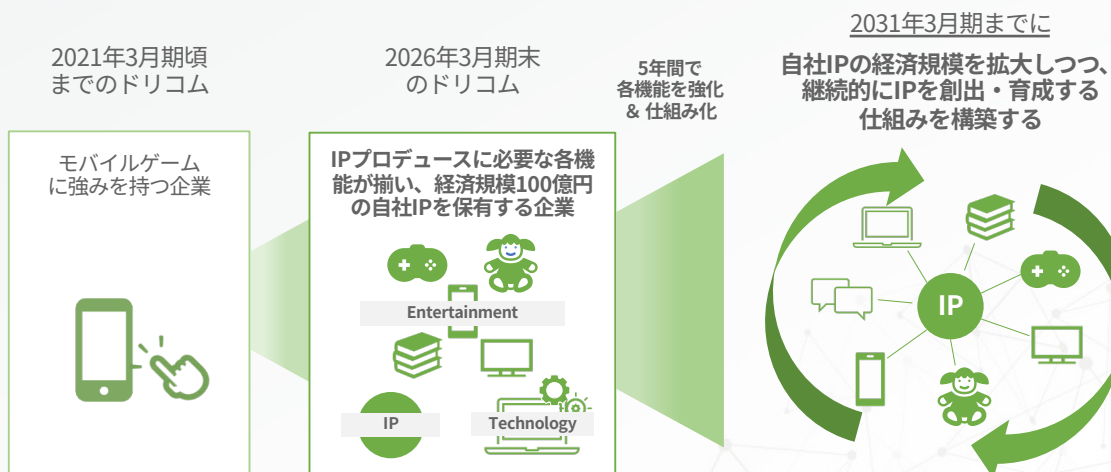 2021年3月期頃
までのドリコム
モバイルゲーム
に強みを持つ企業
2026年3月期末
のドリコム
IPプロデュースに必要な各機
能が揃い、経済規模100億円
の自社IPを保有する企業
Entertainment
IP
Technology
5年間で
各機能を強化
& 仕組み化
2031年3月期までに
自社IPの経済規模を拡大しつつ、
継続的にIPを創出・育成する
仕組みを構築する
IP